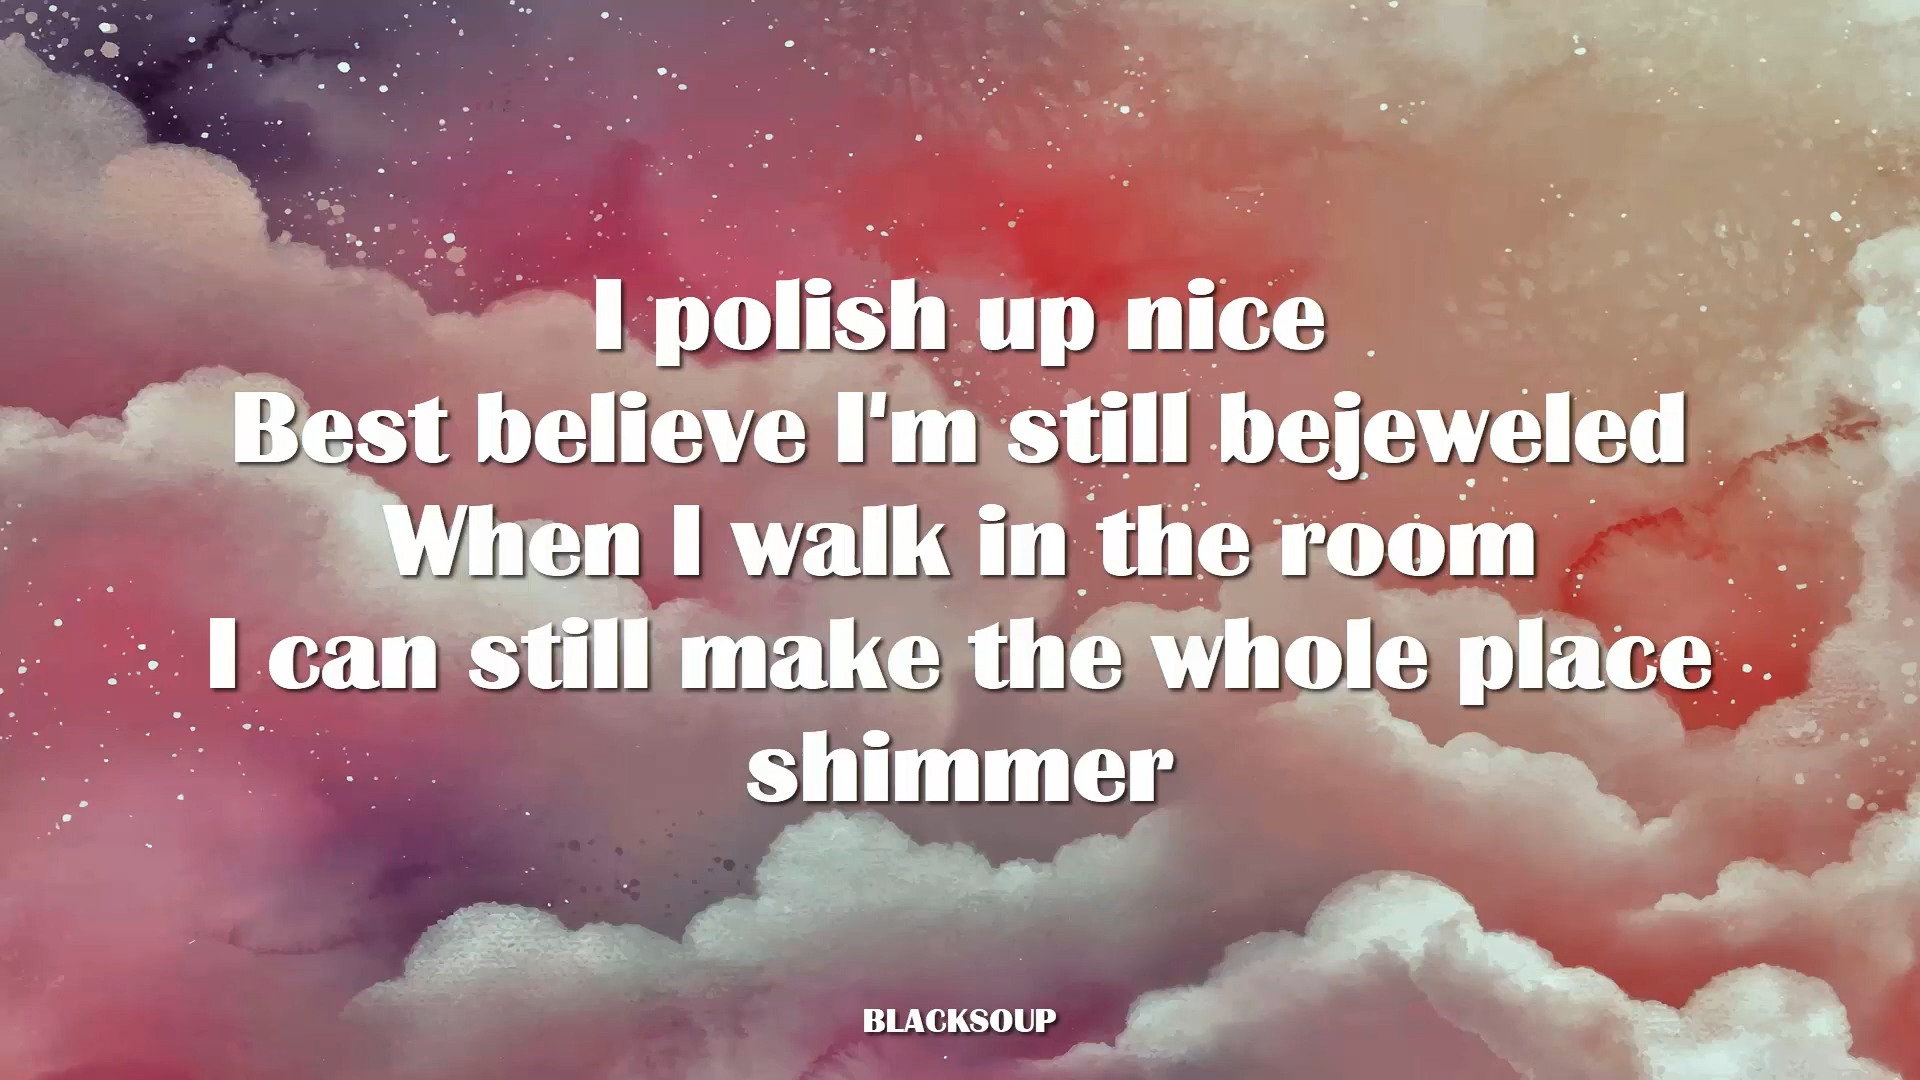 I polish up nice
Best believe I'm still bejeweled
When I walk in the room
I can still make the whole place
shimmer
BLACKSOUP